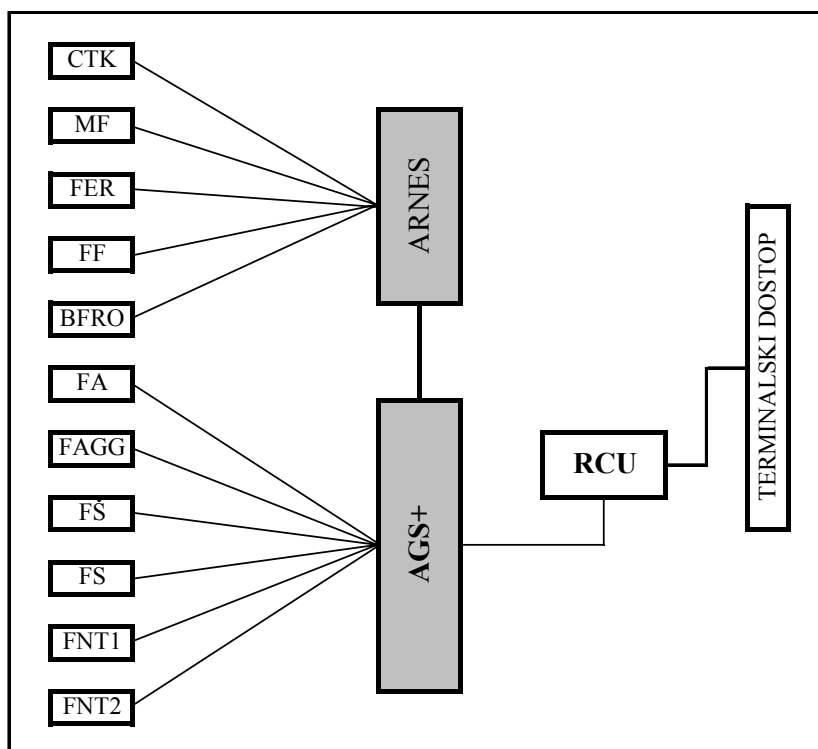 CTK
MF
FER
FF
BFRO
FA
FAGG
FŠ
FS
FNT1
FNT2
ARNES
AGS+
RCU
TERMINALSKI DOSTOP